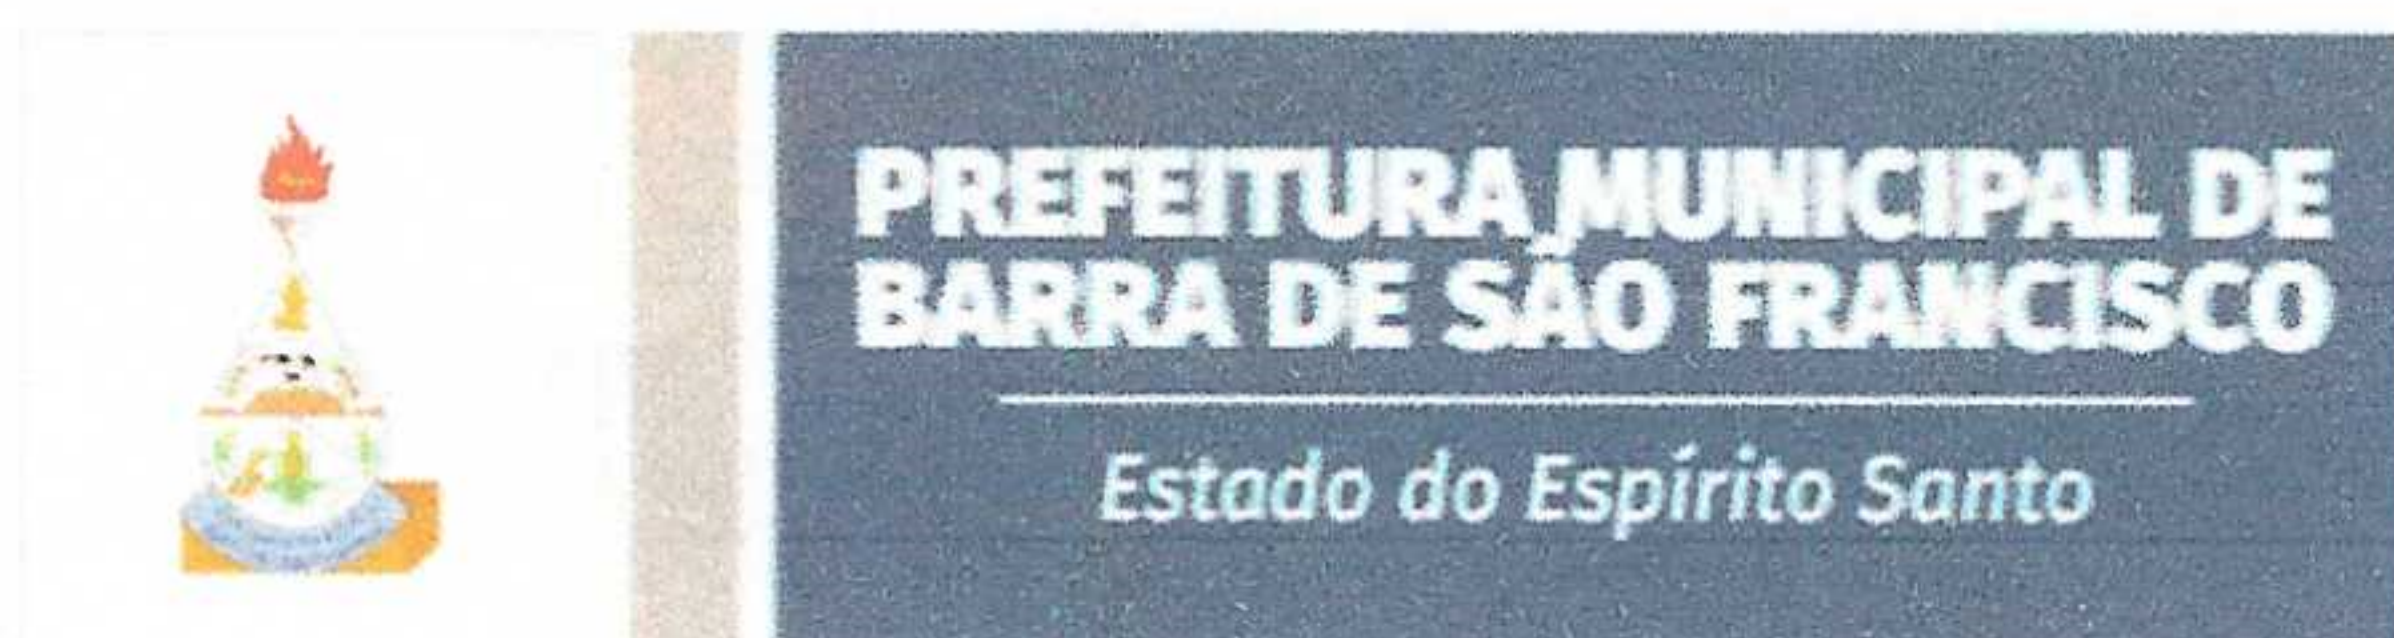 PREFEITURA MUNICIPAL DE
BARRA DE SÃO FRANCISCO
Estado do Espírito Santo